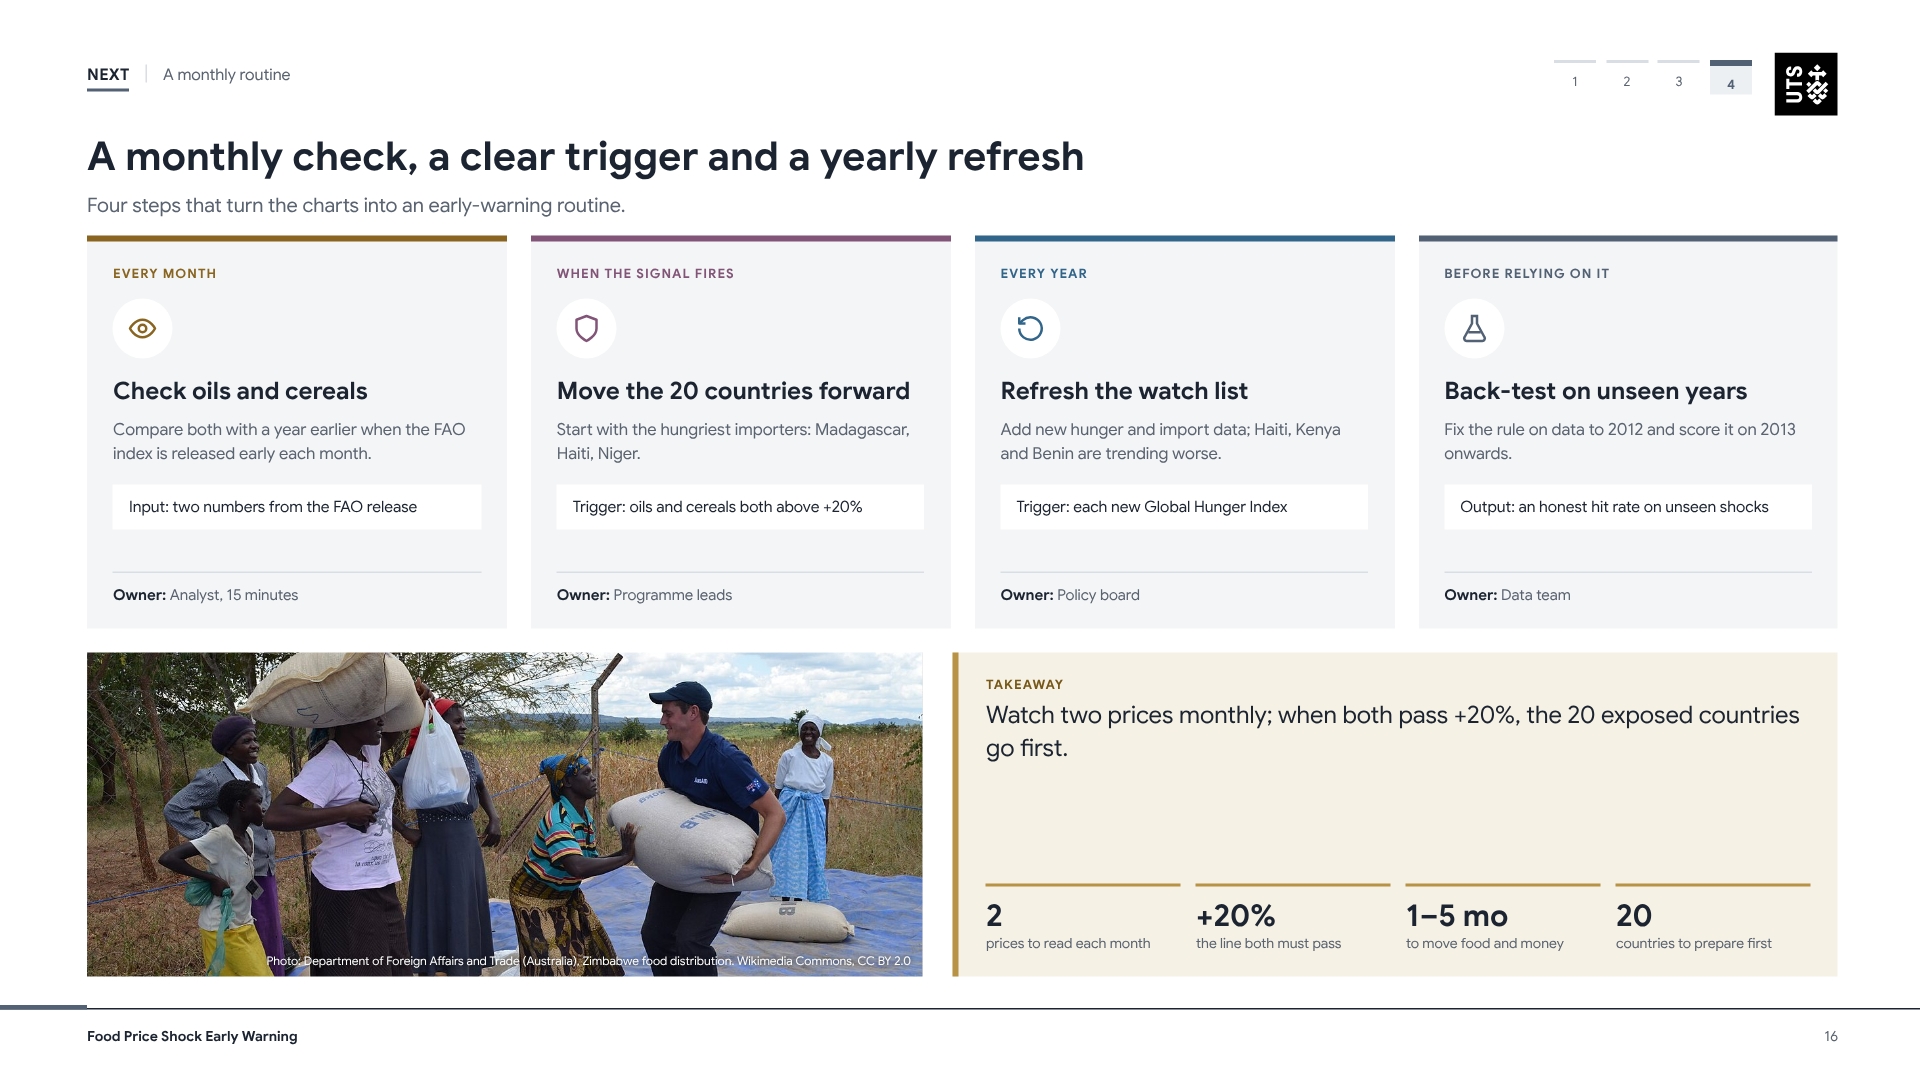 NEXT
A monthly routine
1
2
3
4
UTS
A monthly check, a clear trigger and a yearly refresh
Four steps that turn the charts into an early-warning routine.
EVERY MONTH
Check oils and cereals
Compare both with a year earlier when the FAO
index is released early each month.
Input: two numbers from the FAO release
Owner: Analyst, 15 minutes
WHEN THE SIGNAL FIRES
Move the 20 countries forward
Start with the hungriest importers: Madagascar,
Haiti, Niger.
Trigger: oils and cereals both above +20%
Owner: Programme leads
EVERY YEAR
Refresh the watch list
Add new hunger and import data; Haiti, Kenya
and Benin are trending worse.
Trigger: each new Global Hunger Index
Owner: Policy board
BEFORE RELYING ON IT
Back-test on unseen years
Fix the rule on data to 2012 and score it on 2013
onwards.
Output: an honest hit rate on unseen shocks
Owner: Data team
Photo: Department of Foreign Affairs and Trade (Australia), Zimbabwe food distribution. Wikimedia Commons, CC BY 2.0
TAKEAWAY
Watch two prices monthly; when both pass +20%, the 20 exposed countries
go first.
2
prices to read each month
+20%
the line both must pass
1–5 mo
to move food and money
20
countries to prepare first
Food Price Shock Early Warning
16